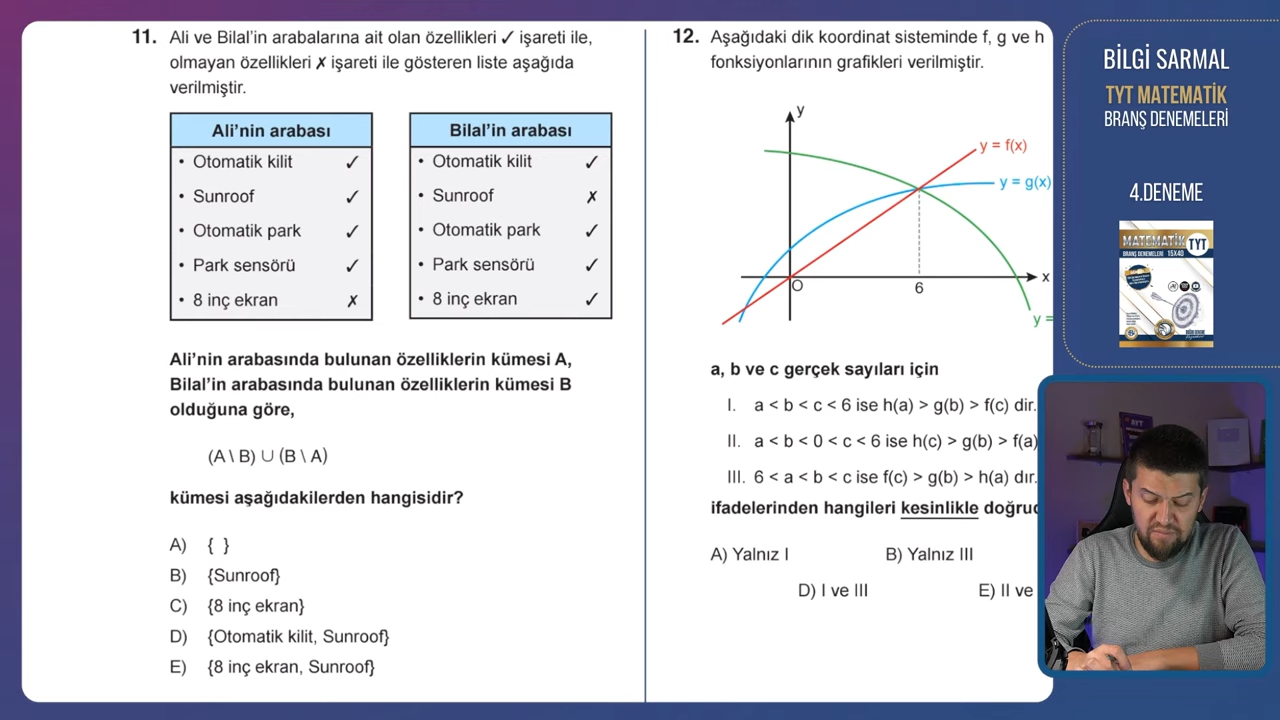 11. Ali ve Bilal'in arabalarına ait olan özellikleri ✓ işareti ile,
olmayan özellikleri ✗ işareti ile gösteren liste aşağıda
verilmiştir.
Ali'nin arabası
• Otomatik kilit ✓
• Sunroof ✓
• Otomatik park ✓
• Park sensörü ✓
• 8 inç ekran ✗
Bilal'in arabası
• Otomatik kilit ✓
• Sunroof ✗
• Otomatik park ✓
• Park sensörü ✓
• 8 inç ekran ✓
Ali'nin arabasında bulunan özelliklerin kümesi A,
Bilal'in arabasında bulunan özelliklerin kümesi B
olduğuna göre,
(A \ B) ∪ (B \ A)
kümesi aşağıdakilerden hangisidir?
A) { }
B) {Sunroof}
C) {8 inç ekran}
D) {Otomatik kilit, Sunroof}
E) {8 inç ekran, Sunroof}
12. Aşağıdaki dik koordinat sisteminde f, g ve h
fonksiyonlarının grafikleri verilmiştir.
y
y = f(x)
y = g(x)
x
O
6
y =
a, b ve c gerçek sayıları için
I. a < b < c < 6 ise h(a) > g(b) > f(c) dir.
II. a < b < 0 < c < 6 ise h(c) > g(b) > f(a)
III. 6 < a < b < c ise f(c) > g(b) > h(a) dır.
ifadelerinden hangileri kesinlikle
A) Yalnız I B) Yalnız III
D) I ve III E) II ve
BİLGİ SARMAL
TYT MATEMATİK
BRANŞ DENEMELERİ
4.DENEME
MATEMATİK TYT
BRANŞ DENEMELERİ 15X40